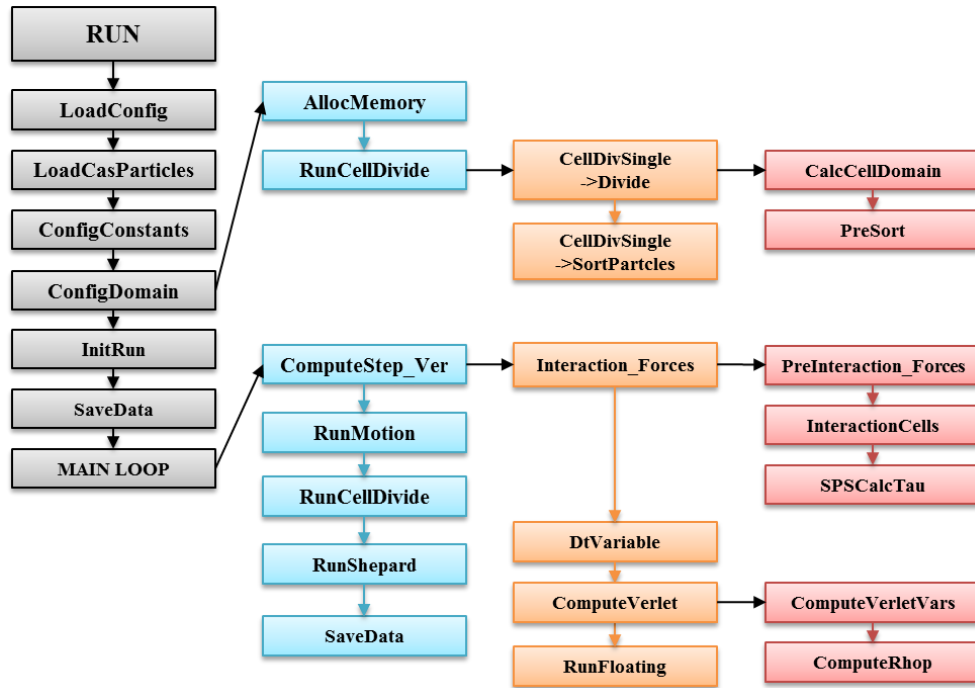 RUN
LoadConfig
LoadCasParticles
ConfigConstants
ConfigDomain
InitRun
SaveData
MAIN LOOP
AllocMemory
RunCellDivide
CellDivSingle
->Divide
CellDivSingle
->SortPartcles
CalcCellDomain
PreSort
ComputeStep_Ver
RunMotion
RunCellDivide
RunShepard
SaveData
Interaction_Forces
DtVariable
ComputeVerlet
RunFloating
PreInteraction_Forces
InteractionCells
SPSCalcTau
ComputeVerletVars
ComputeRhop